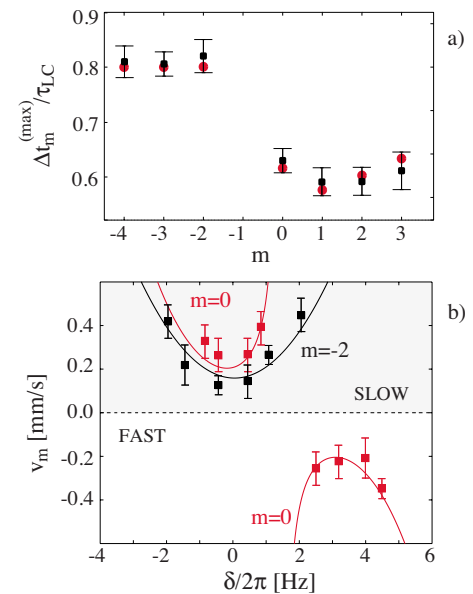 a)
Δt_m^(max)/τ_LC
0.9
0.8
0.7
0.6
-4 -3 -2 -1 0 1 2 3
m
b)
v_m [mm/s]
0.4
0.2
0.0
-0.2
-0.4
m=0
m=-2
SLOW
FAST
m=0
-4 -2 0 2 4 6
δ/2π [Hz]